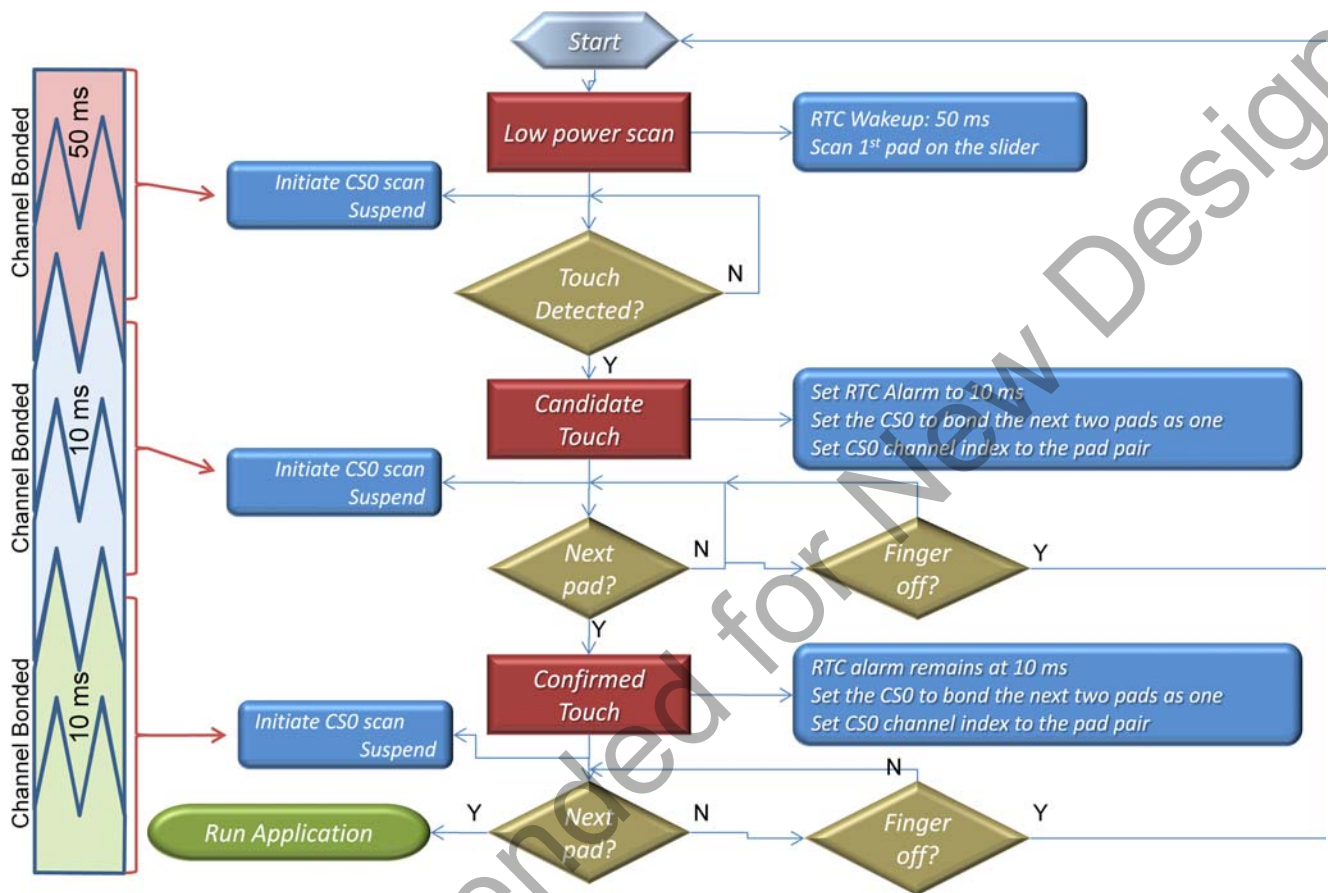 Start
Low power scan
RTC Wakeup: 50 ms
Scan 1st pad on the slider
Channel Bonded
50 ms
Initiate CS0 scan
Suspend
Touch
Detected?
N
Y
Candidate
Touch
Set RTC Alarm to 10 ms
Set the CS0 to bond the next two pads as one
Set CS0 channel index to the pad pair
Channel Bonded
10 ms
Initiate CS0 scan
Suspend
Next
pad?
N
Finger
off?
Y
Y
Confirmed
Touch
RTC alarm remains at 10 ms
Set the CS0 to bond the next two pads as one
Set CS0 channel index to the pad pair
Channel Bonded
10 ms
Initiate CS0 scan
Suspend
N
Run Application
Y
Next
pad?
N
Finger
off?
Y
ended for New Design